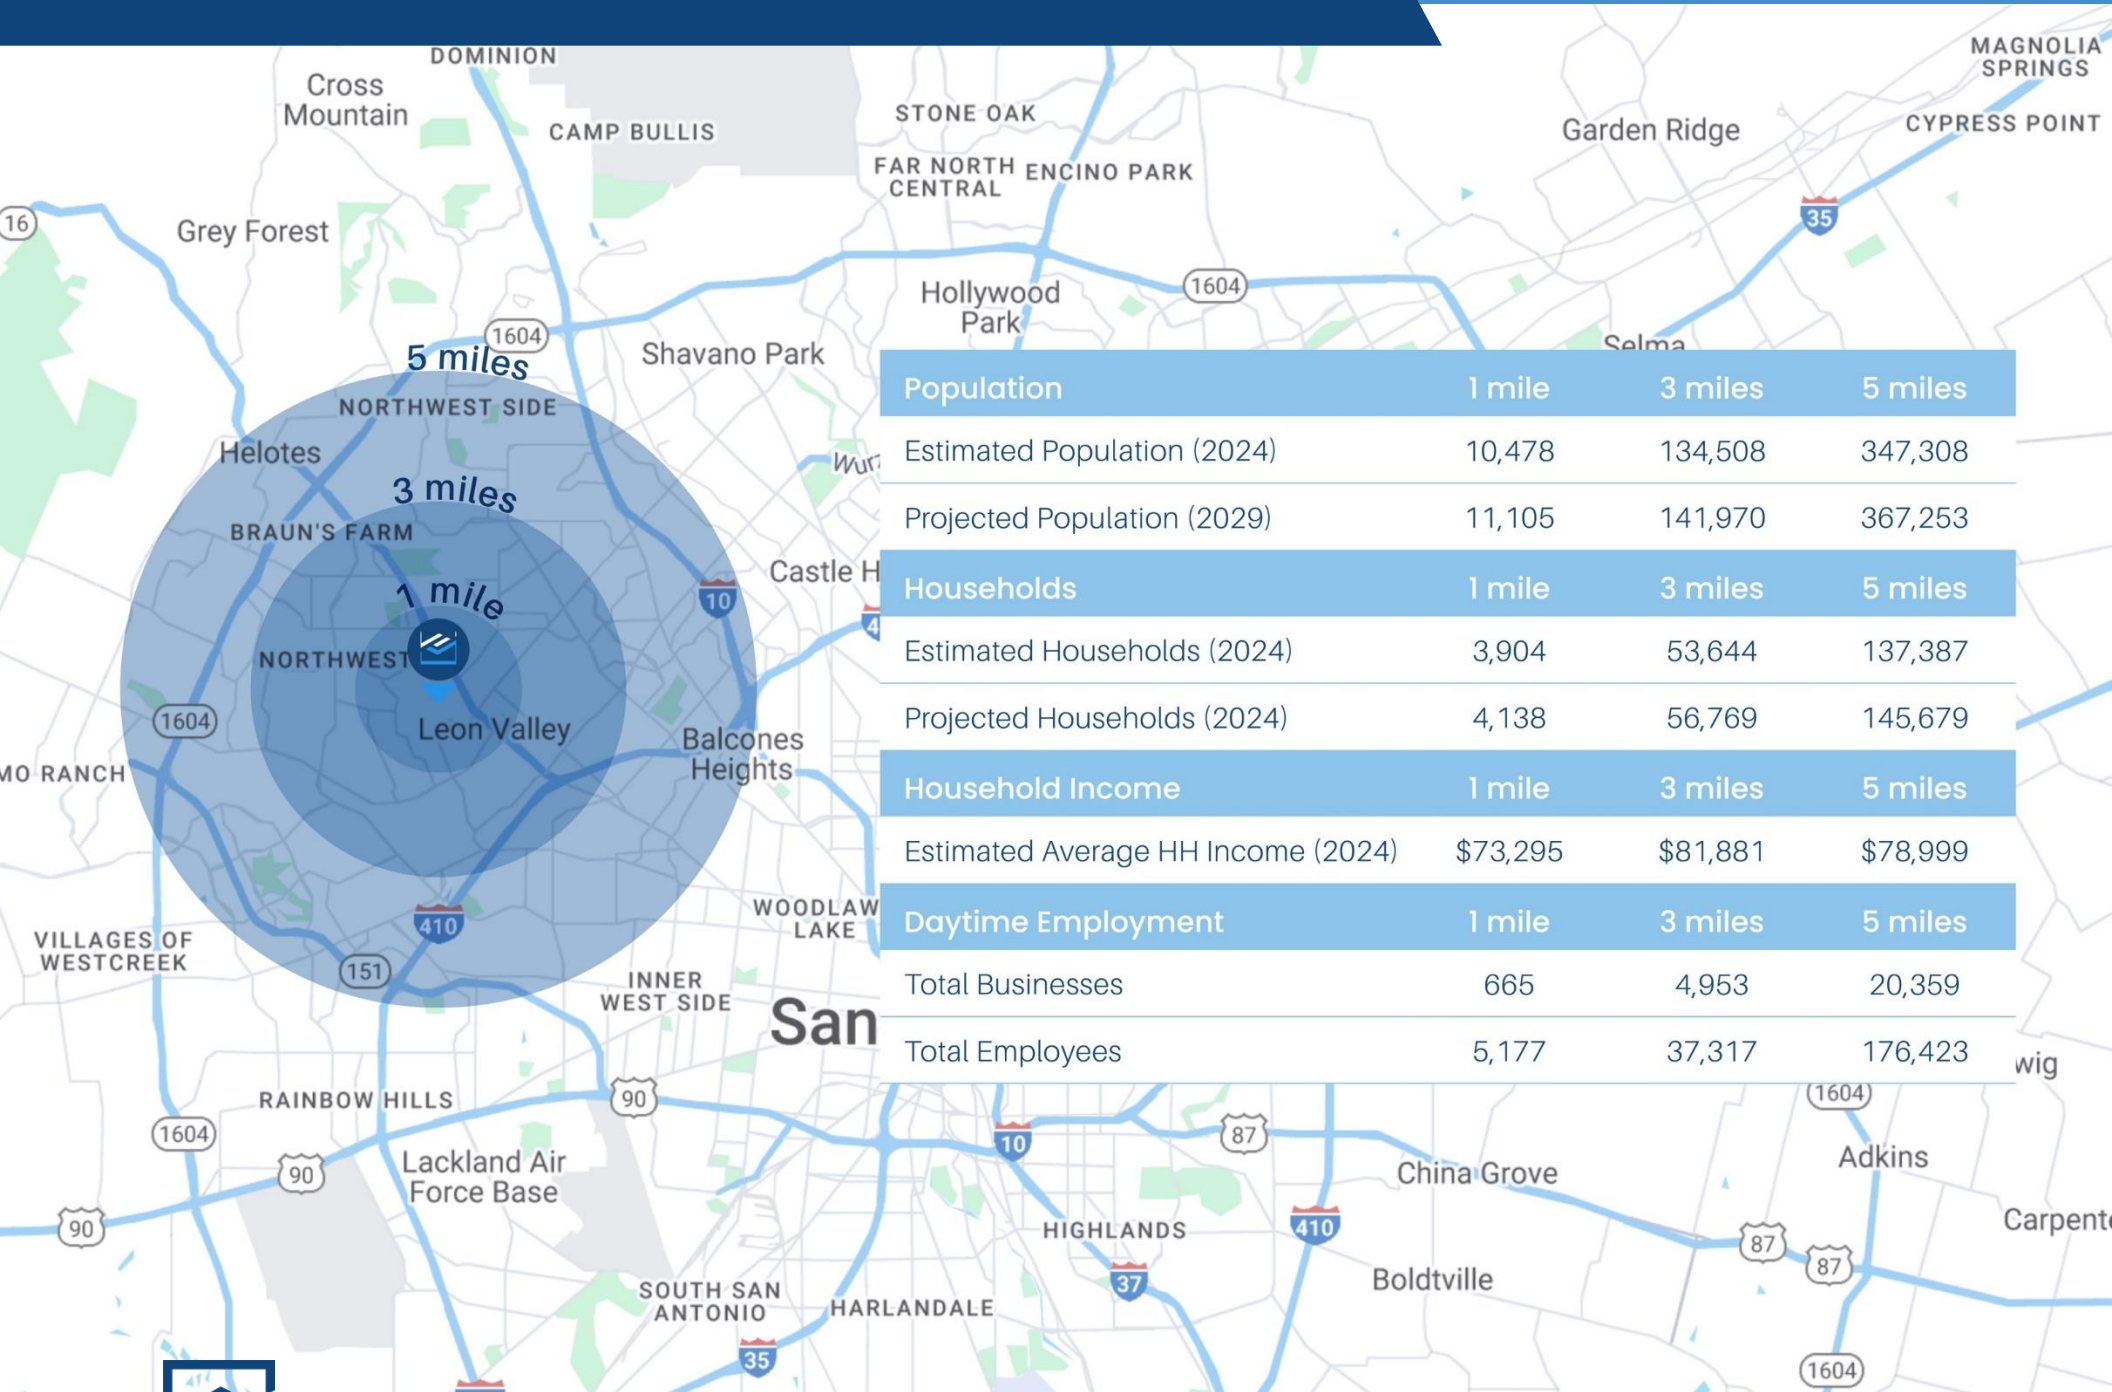 DOMINION
Cross
Mountain
CAMP BULLIS
STONE OAK
FAR NORTH
CENTRAL
ENCINO PARK
Garden Ridge
MAGNOLIA
SPRINGS
CYPRESS POINT
16
Grey Forest
35
Hollywood
Park
1604
1604
Shavano Park
Selma
5 miles
NORTHWEST SIDE
Helotes
3 miles
BRAUN'S FARM
1 mile
10
Castle H
4
NORTHWEST
Leon Valley
1604
Balcones
Heights
MO RANCH
410
WOODLAW
LAKE
VILLAGES OF
WESTCREEK
151
INNER
WEST SIDE
San
Population 1 mile 3 miles 5 miles
Estimated Population (2024) 10,478 134,508 347,308
Projected Population (2029) 11,105 141,970 367,253
Households 1 mile 3 miles 5 miles
Estimated Households (2024) 3,904 53,644 137,387
Projected Households (2024) 4,138 56,769 145,679
Household Income 1 mile 3 miles 5 miles
Estimated Average HH Income (2024) $73,295 $81,881 $78,999
Daytime Employment 1 mile 3 miles 5 miles
Total Businesses 665 4,953 20,359
Total Employees 5,177 37,317 176,423
wig
RAINBOW HILLS
90
1604
1604
90
Lackland Air
Force Base
10
87
China Grove
Adkins
90
HIGHLANDS
410
87
87
Carpent
SOUTH SAN
ANTONIO
HARLANDALE
37
Boldtville
35
1604